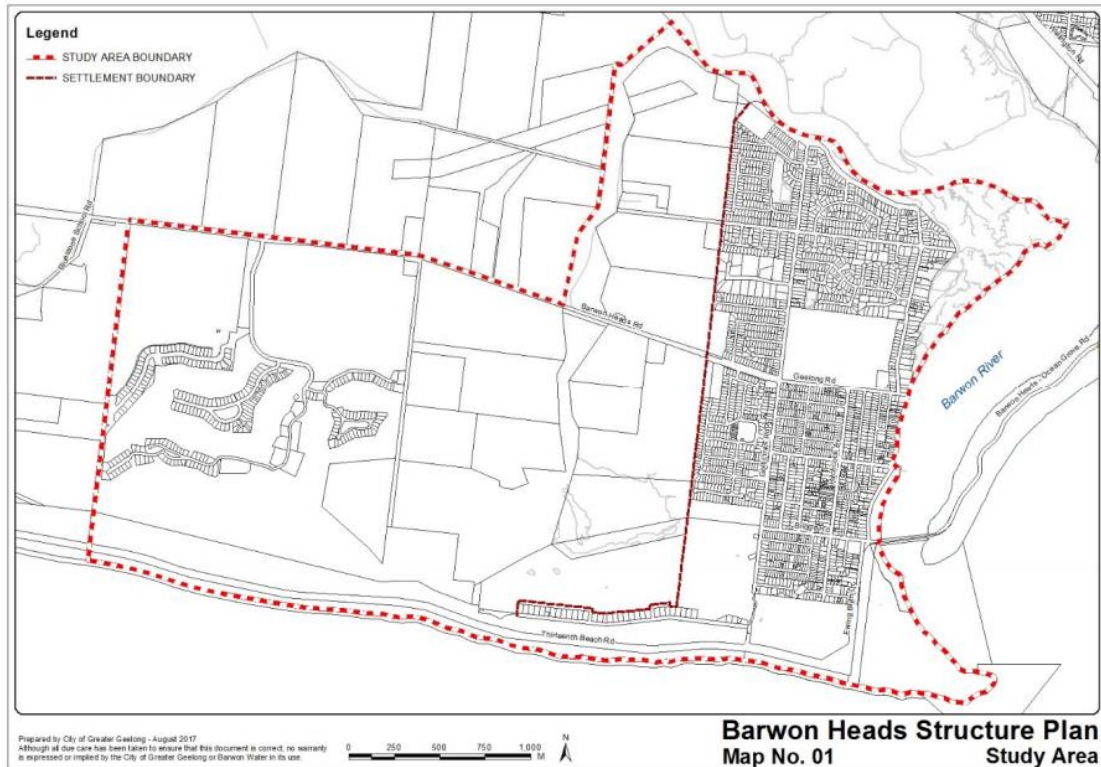 Legend
STUDY AREA BOUNDARY
SETTLEMENT BOUNDARY
Barwon Heads Rd
Geelong Rd
Barwon River
Barwon Heads - Ocean Grove Rd
Thirteenth Beach Rd
Prepared by City of Greater Geelong - August 2017
Although all due care has been taken to ensure that this document is correct, no warranty
is expressed or implied by the City of Greater Geelong or Barwon Water in its use.
0 250 500 750 1,000
M
N
Barwon Heads Structure Plan
Map No. 01 Study Area